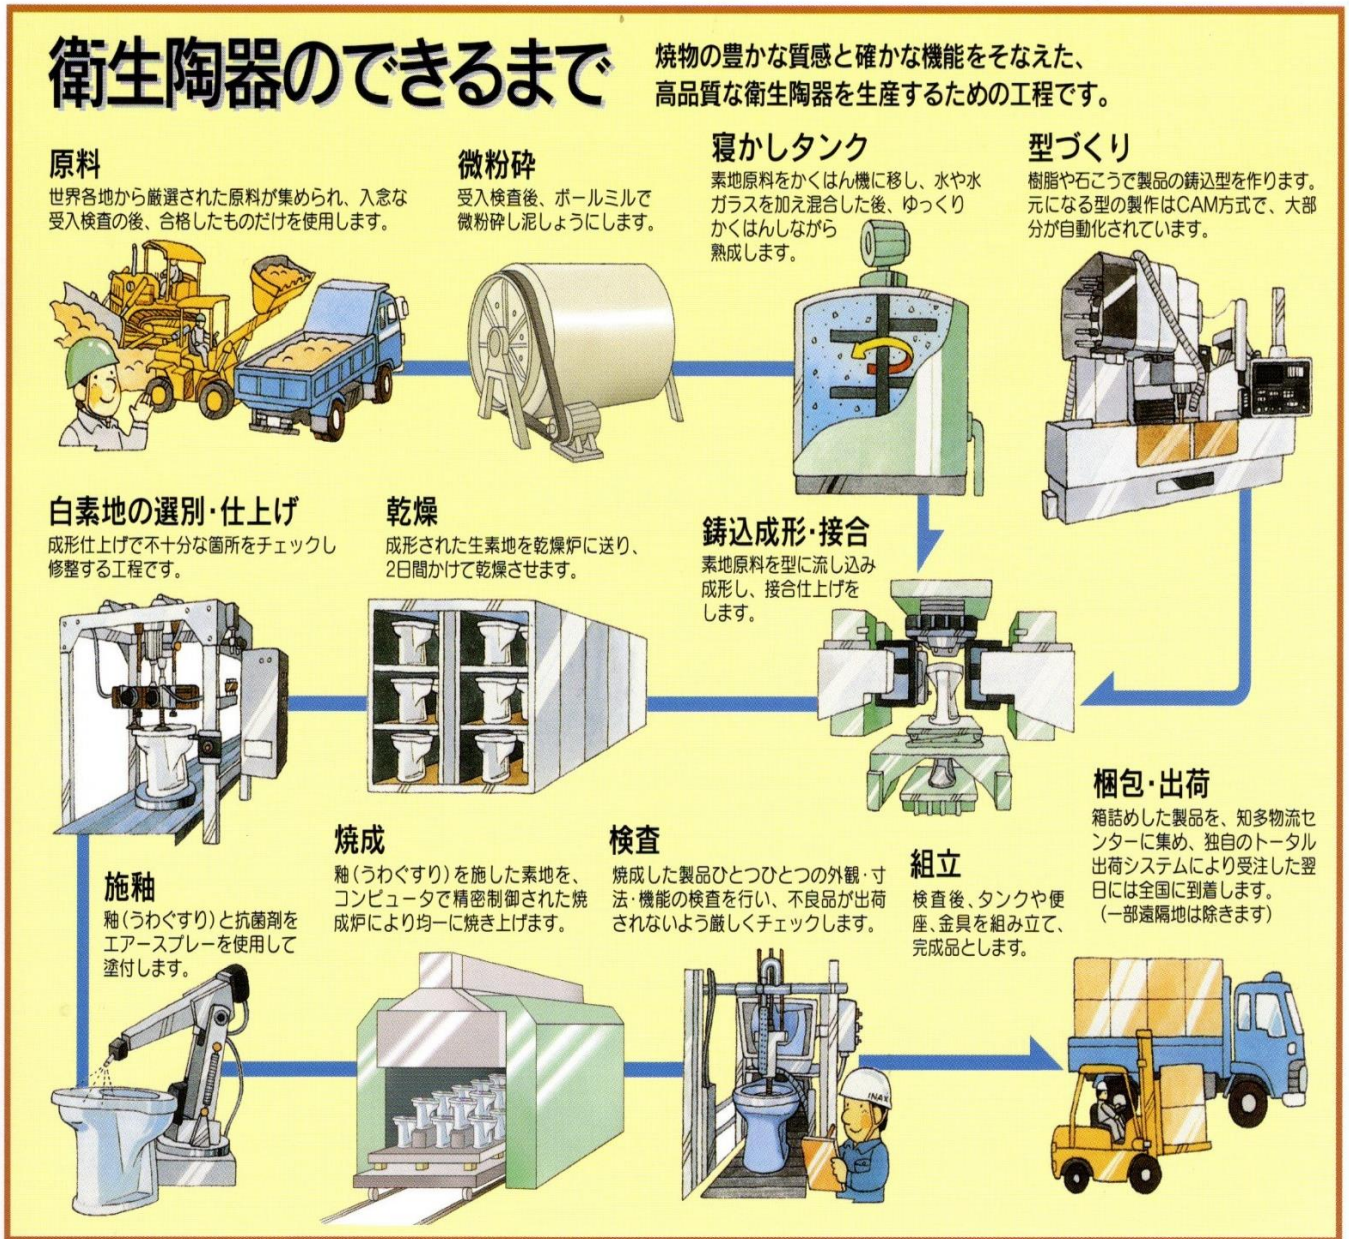 衛生陶器のできるまで
焼物の豊かな質感と確かな機能をそなえた、
高品質な衛生陶器を生産するための工程です。
原料
世界各地から厳選された原料が集められ、入念な
受入検査の後、合格したものだけを使用します。
微粉砕
受入検査後、ボールミルで
微粉砕し泥しょうにします。
寝かしタンク
素地原料をかくはん機に移し、水や水
ガラスを加え混合した後、ゆっくり
かくはんしながら
熟成します。
型づくり
樹脂や石こうで製品の鋳込型を作ります。
元になる型の製作はCAM方式で、大部
分が自動化されています。
鋳込成形・接合
素地原料を型に流し込み
成形し、接合仕上げを
します。
乾燥
成形された生素地を乾燥炉に送り、
2日間かけて乾燥させます。
白素地の選別・仕上げ
成形仕上げで不十分な箇所をチェックし
修整する工程です。
施釉
釉(うわぐすり)と抗菌剤を
エアースプレーを使用して
塗付します。
焼成
釉(うわぐすり)を施した素地を、
コンピュータで精密制御された焼
成炉により均一に焼き上げます。
検査
焼成した製品ひとつひとつの外観・寸
法・機能の検査を行い、不良品が出荷
されないよう厳しくチェックします。
INAX
組立
検査後、タンクや便
座、金具を組み立て、
完成品とします。
梱包・出荷
箱詰めした製品を、知多物流セ
ンターに集め、独自のトータル
出荷システムにより受注した翌
日には全国に到着します。
(一部遠隔地は除きます)